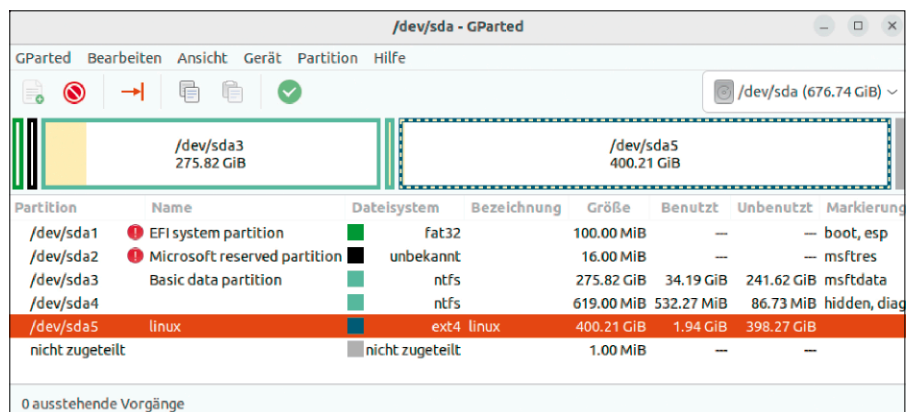 /dev/sda - GParted
GParted Bearbeiten Ansicht Gerät Partition Hilfe
/dev/sda (676.74 GiB)
/dev/sda3
275.82 GiB
/dev/sda5
400.21 GiB
Partition Name Dateisystem Bezeichnung Größe Benutzt Unbenutzt Markierung
/dev/sda1 EFI system partition fat32 100.00 MiB --- --- boot, esp
/dev/sda2 Microsoft reserved partition unbekannt 16.00 MiB --- --- msftres
/dev/sda3 Basic data partition ntfs 275.82 GiB 34.19 GiB 241.62 GiB msftdata
/dev/sda4 ntfs 619.00 MiB 532.27 MiB 86.73 MiB hidden, diag
/dev/sda5 linux ext4 linux 400.21 GiB 1.94 GiB 398.27 GiB
nicht zugeteilt nicht zugeteilt 1.00 MiB --- ---
0 ausstehende Vorgänge